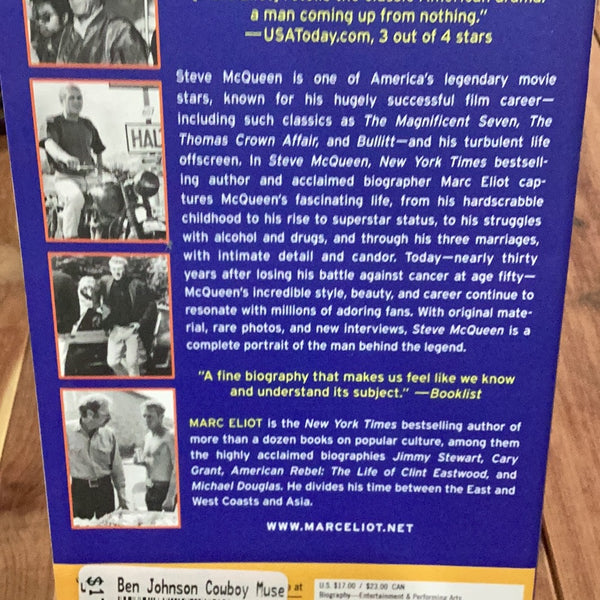 a man coming up from nothing."
—USAToday.com, 3 out of 4 stars
Steve McQueen is one of America's legendary movie
stars, known for his hugely successful film career—
including such classics as The Magnificent Seven, The
Thomas Crown Affair, and Bullitt—and his turbulent life
offscreen. In Steve McQueen, New York Times bestsell-
ing author and acclaimed biographer Marc Eliot cap-
tures McQueen's fascinating life, from his hardscrabble
childhood to his rise to superstar status, to his struggles
with alcohol and drugs, and through his three marriages,
with intimate detail and candor. Today—nearly thirty
years after losing his battle against cancer at age fifty—
McQueen's incredible style, beauty, and career continue to
resonate with millions of adoring fans. With original mate-
rial, rare photos, and new interviews, Steve McQueen is a
complete portrait of the man behind the legend.
"A fine biography that makes us feel like we know
and understand its subject." —Booklist
MARC ELIOT is the New York Times bestselling author of
more than a dozen books on popular culture, among them
the highly acclaimed biographies Jimmy Stewart, Cary
Grant, American Rebel: The Life of Clint Eastwood, and
Michael Douglas. He divides his time between the East and
West Coasts and Asia.
WWW.MARCELIOT.NET
HAL
Ben Johnson Cowboy Muse
at
U.S. $17.00 / $23.00 CAN
Biography—Entertainment & Performing Arts